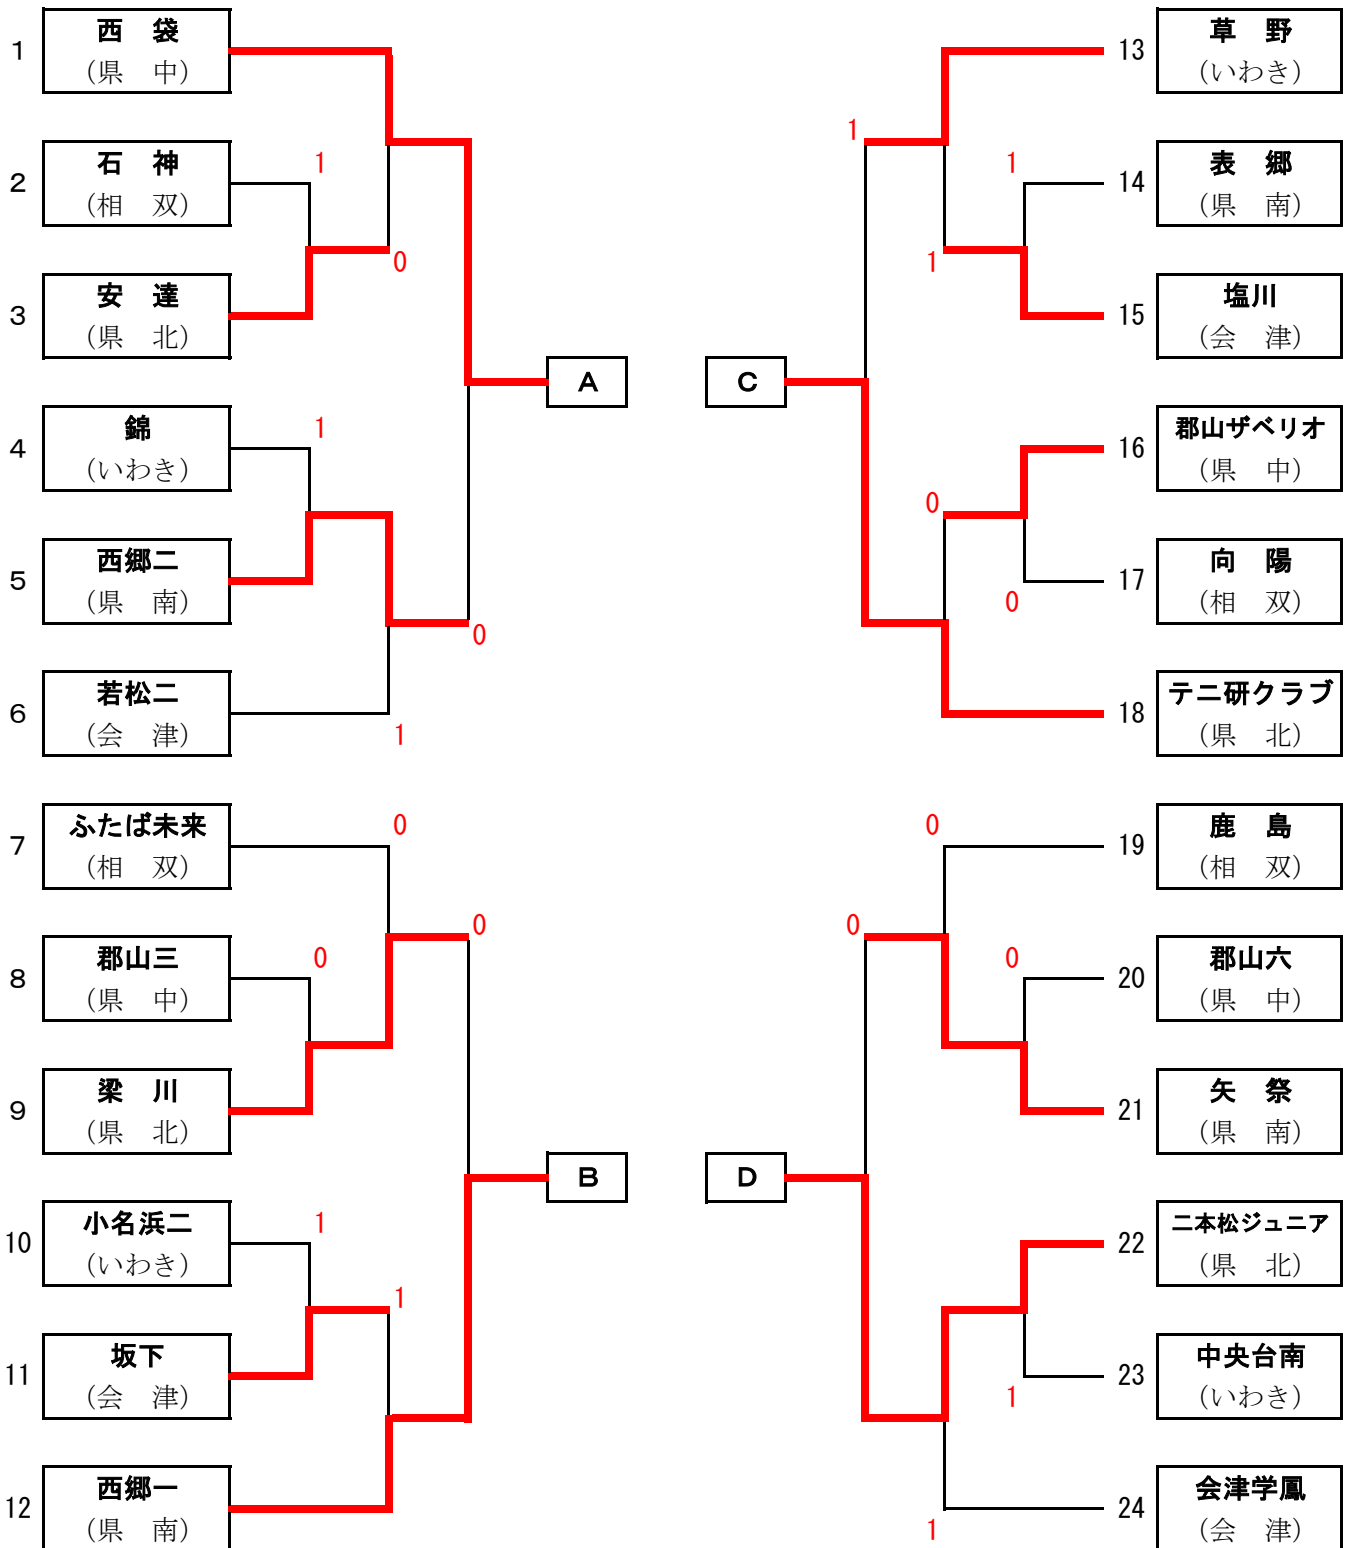 1
西　袋
（県　中）
2
石　神
（相　双）
1
3
安　達
（県　北）
0
4
錦
（いわき）
1
5
西郷二
（県　南）
0
6
若松二
（会　津）
1
A
7
ふたば未来
（相　双）
0
8
郡山三
（県　中）
0
0
9
梁　川
（県　北）
10
小名浜二
（いわき）
1
11
坂下
（会　津）
1
12
西郷一
（県　南）
B
13
草　野
（いわき）
1
14
表　郷
（県　南）
1
15
塩川
（会　津）
1
C
16
郡山ザベリオ
（県　中）
0
17
向　陽
（相　双）
0
18
テニ研クラブ
（県　北）
19
鹿　島
（相　双）
0
20
郡山六
（県　中）
0
0
21
矢　祭
（県　南）
D
22
二本松ジュニア
（県　北）
23
中央台南
（いわき）
1
24
会津学鳳
（会　津）
1